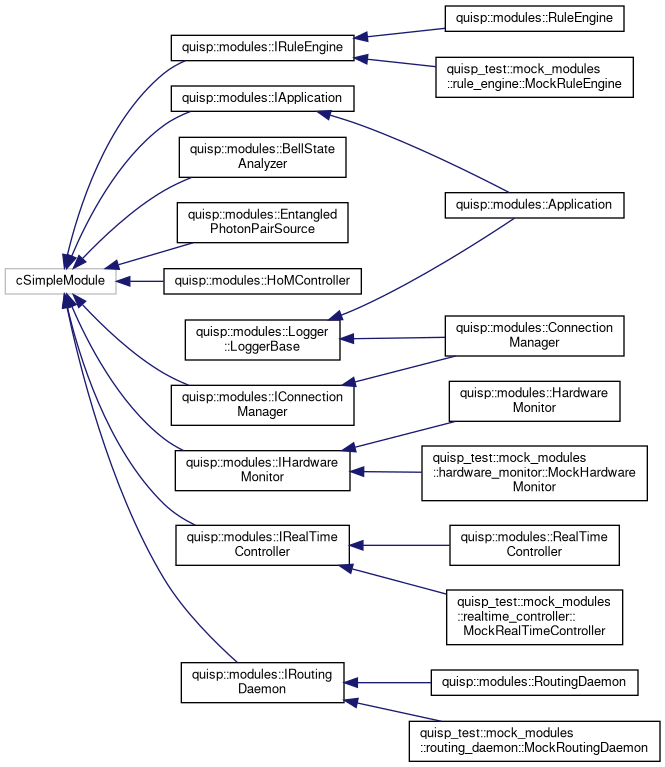 quisp::modules::RuleEngine
quisp::modules::IRuleEngine
quisp_test::mock_modules
::rule_engine::MockRuleEngine
quisp::modules::IApplication
quisp::modules::BellState
Analyzer
quisp::modules::Entangled
PhotonPairSource
quisp::modules::Application
cSimpleModule
quisp::modules::HoMController
quisp::modules::Logger
::LoggerBase
quisp::modules::Connection
Manager
quisp::modules::IConnection
Manager
quisp::modules::Hardware
Monitor
quisp::modules::IHardware
Monitor
quisp_test::mock_modules
::hardware_monitor::MockHardware
Monitor
quisp::modules::IRealTime
Controller
quisp::modules::RealTime
Controller
quisp_test::mock_modules
::realtime_controller::
MockRealTimeController
quisp::modules::IRouting
Daemon
quisp::modules::RoutingDaemon
quisp_test::mock_modules
::routing_daemon::MockRoutingDaemon